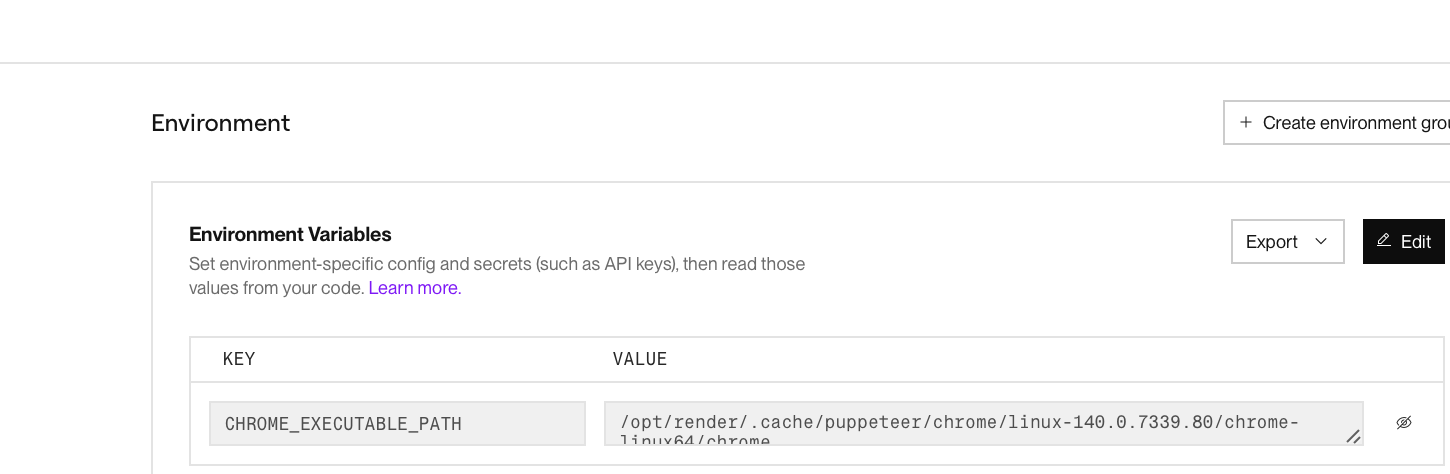 Environment
+ Create environment grou
Environment Variables
Export
Edit
Set environment-specific config and secrets (such as API keys), then read those
values from your code. Learn more.
KEY VALUE
CHROME_EXECUTABLE_PATH
/opt/render/.cache/puppeteer/chrome/linux-140.0.7339.80/chrome-
linux64/chrome